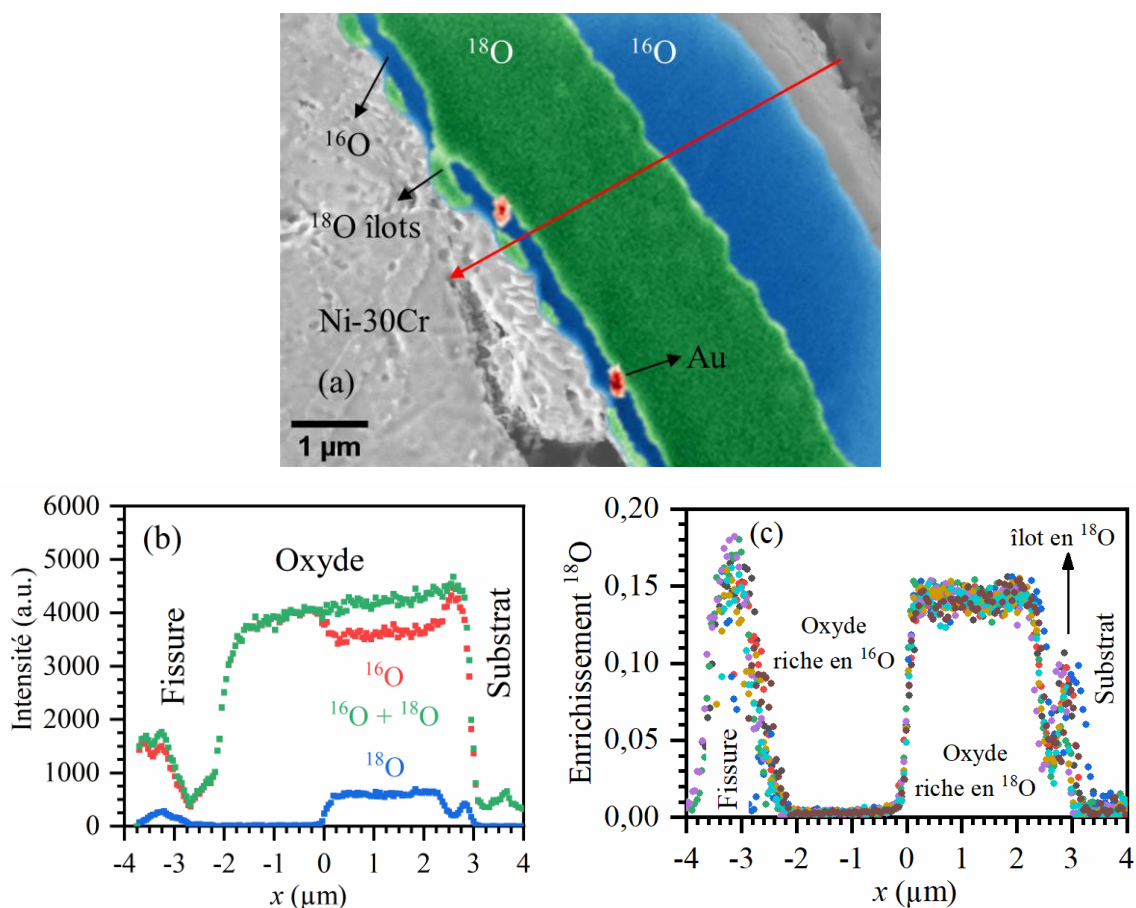 ¹⁸O
¹⁶O
¹⁶O
¹⁸O îlots
Ni-30Cr
Au
(a)
1 µm
(b)
Oxyde
Fissure
Substrat
¹⁶O
¹⁶O + ¹⁸O
¹⁸O
Intensité (a.u.)
6000
5000
4000
3000
2000
1000
0
-4 -3 -2 -1 0 1 2 3 4
x (µm)
(c)
îlot en ¹⁸O
Oxyde
riche en ¹⁶O
Oxyde
riche en ¹⁸O
Fissure
Substrat
Enrichissement ¹⁸O
0,20
0,15
0,10
0,05
0,00
-4 -3 -2 -1 0 1 2 3 4
x (µm)